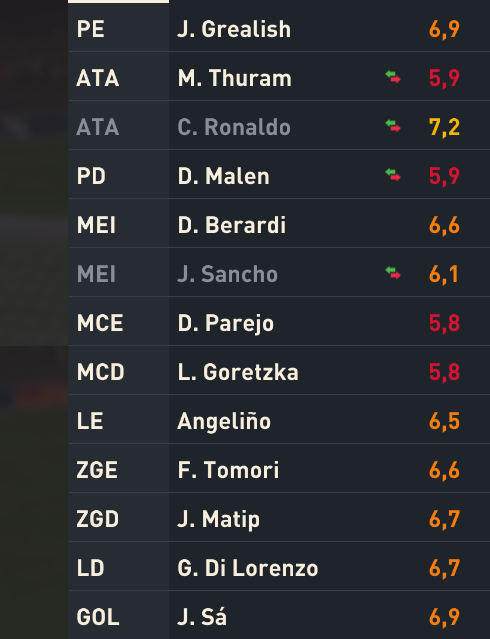 PE J. Grealish 6,9
ATA M. Thuram 5,9
ATA C. Ronaldo 7,2
PD D. Malen 5,9
MEI D. Berardi 6,6
MEI J. Sancho 6,1
MCE D. Parejo 5,8
MCD L. Goretzka 5,8
LE Angeliño 6,5
ZGE F. Tomori 6,6
ZGD J. Matip 6,7
LD G. Di Lorenzo 6,7
GOL J. Sá 6,9